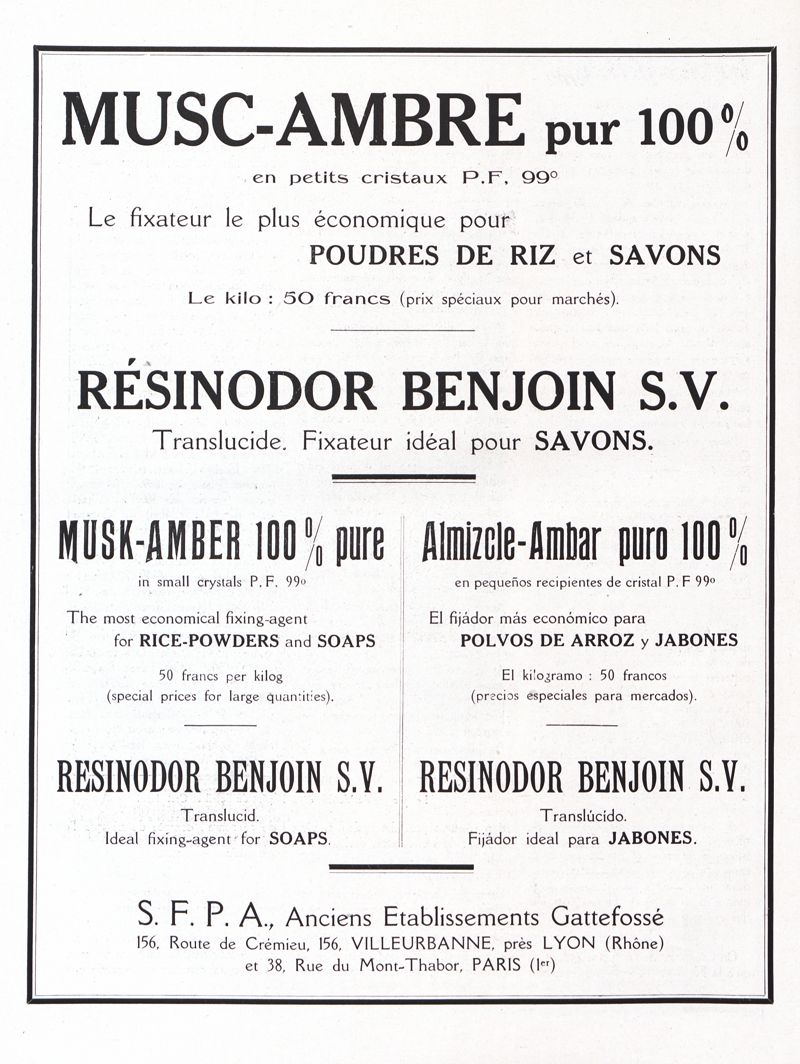 MUSC-AMBRE pur 100 %
en petits cristaux P.F. 99º
Le fixateur le plus économique pour
POUDRES DE RIZ et SAVONS
Le kilo : 50 francs (prix spéciaux pour marchés).
RÉSINODOR BENJOIN S.V.
Translucide. Fixateur idéal pour SAVONS.
MUSK-AMBER 100 % pure
in small crystals P. F. 99º
The most economical fixing-agent
for RICE-POWDERS and SOAPS
50 francs per kilog
(special prices for large quantities).
RESINODOR BENJOIN S.V.
Translucid.
Ideal fixing-agent for SOAPS.
Almizcle-Ambar puro 100 %
en pequeños recipientes de cristal P. F 99º
El fijádor más económico para
POLVOS DE ARROZ y JABONES
El kilogramo : 50 francos
(precios especiales para mercados).
RESINODOR BENJOIN S.V.
Translúcido.
Fijádor ideal para JABONES.
S. F. P. A., Anciens Etablissements Gattefossé
156, Route de Crémieu, 156, VILLEURBANNE, près LYON (Rhône)
et 38, Rue du Mont-Thabor, PARIS (Ier)